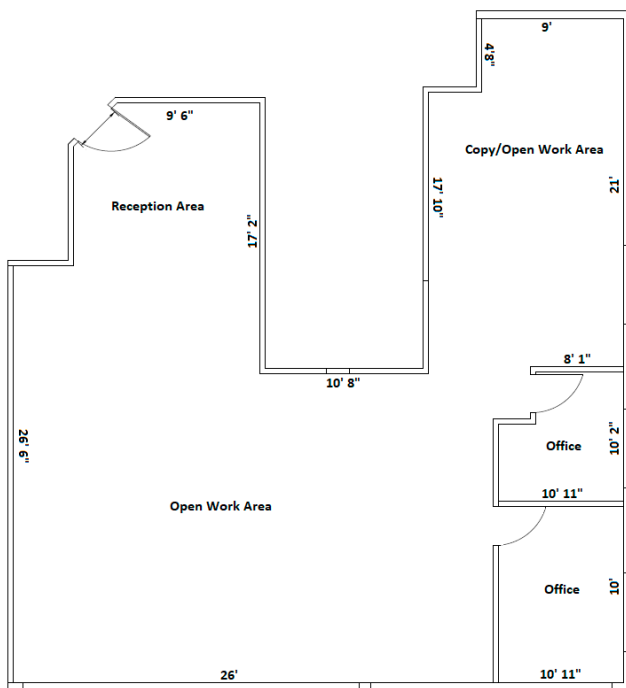 9'
4'8"
9' 6"
Copy/Open Work Area
17' 10"
21'
Reception Area
17' 2"
8' 1"
10' 8"
26' 6"
Office
10' 2"
10' 11"
Open Work Area
Office
10'
26'
10' 11"